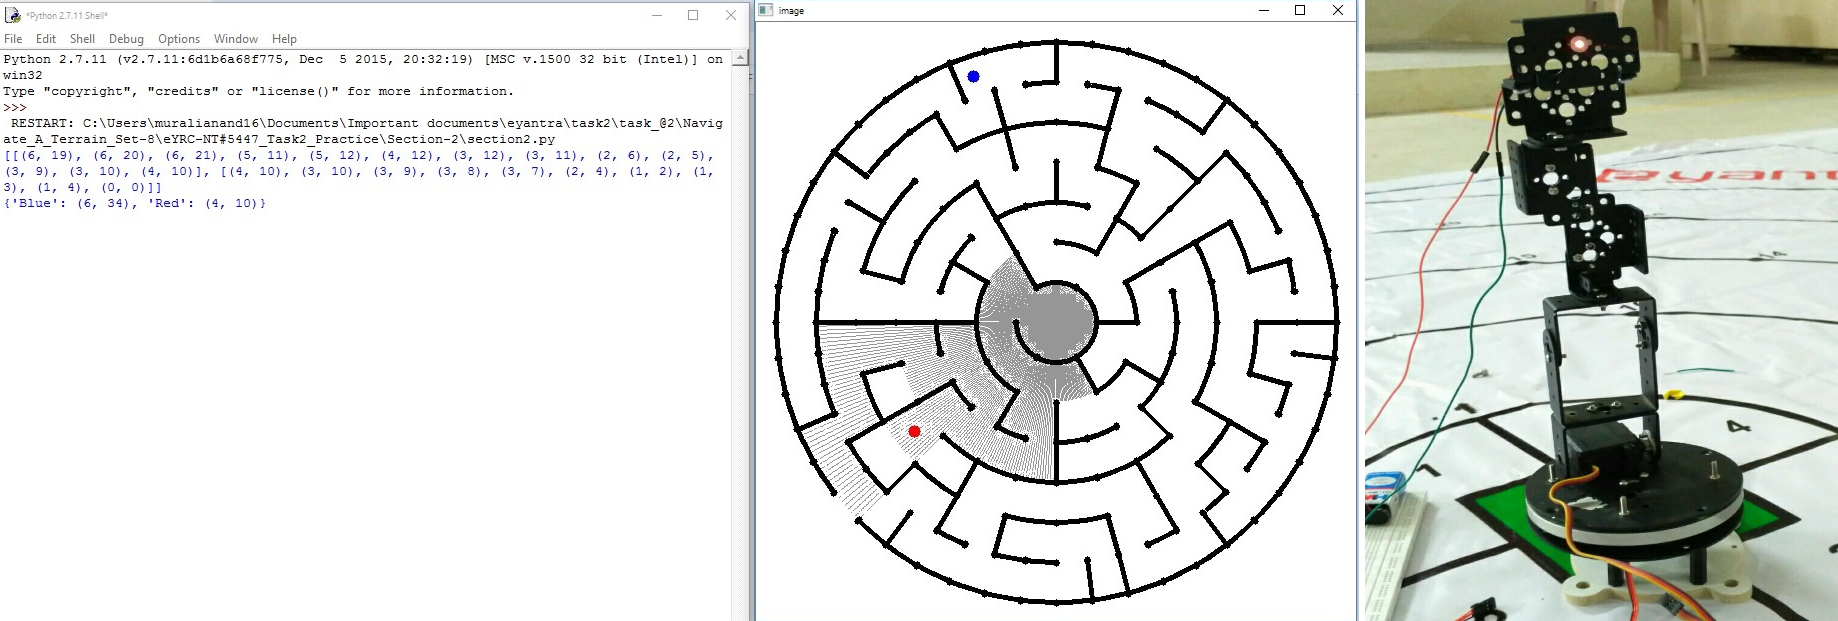 *Python 2.7.11 Shell*
File Edit Shell Debug Options Window Help
Python 2.7.11 (v2.7.11:6d1b6a68f775, Dec  5 2015, 20:32:19) [MSC v.1500 32 bit (Intel)] on
win32
Type "copyright", "credits" or "license()" for more information.
>>>
 RESTART: C:\Users\muralianand16\Documents\Important documents\eyantra\task2\task_@2\Navig
ate_A_Terrain_Set-8\eYRC-NT#5447_Task2_Practice\Section-2\section2.py
[[(6, 19), (6, 20), (6, 21), (5, 11), (5, 12), (4, 12), (3, 12), (3, 11), (2, 6), (2, 5),
(3, 9), (3, 10), (4, 10)], [(4, 10), (3, 10), (3, 9), (3, 8), (3, 7), (2, 4), (1, 2), (1,
3), (1, 4), (0, 0)]]
{'Blue': (6, 34), 'Red': (4, 10)}
image
4